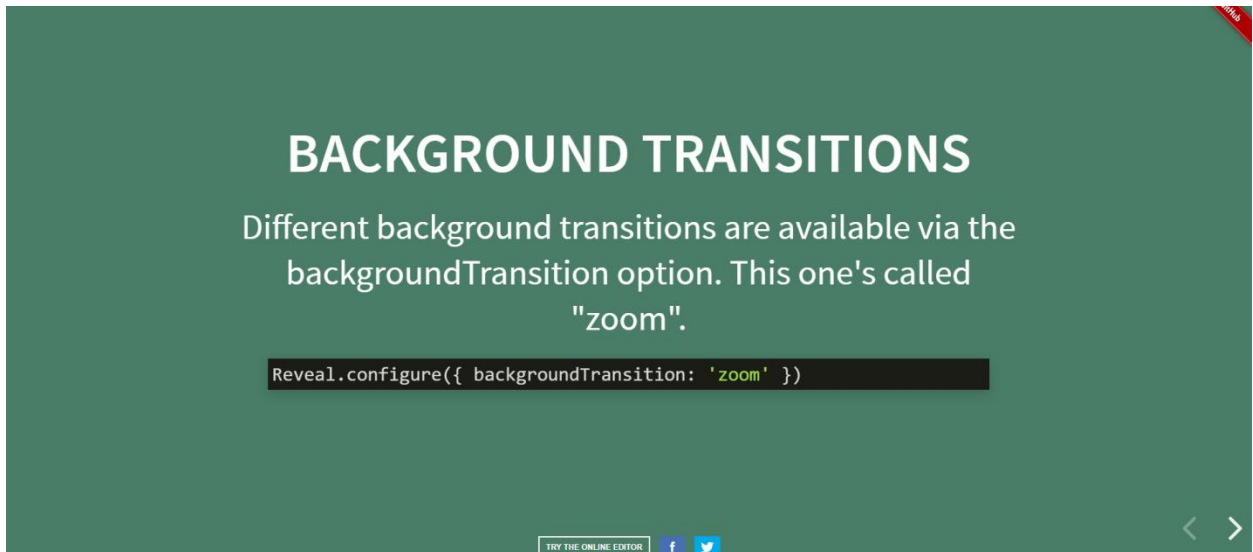 BACKGROUND TRANSITIONS
Different background transitions are available via the
backgroundTransition option. This one's called
"zoom".
Reveal.configure({ backgroundTransition: 'zoom' })
TRY THE ONLINE EDITOR